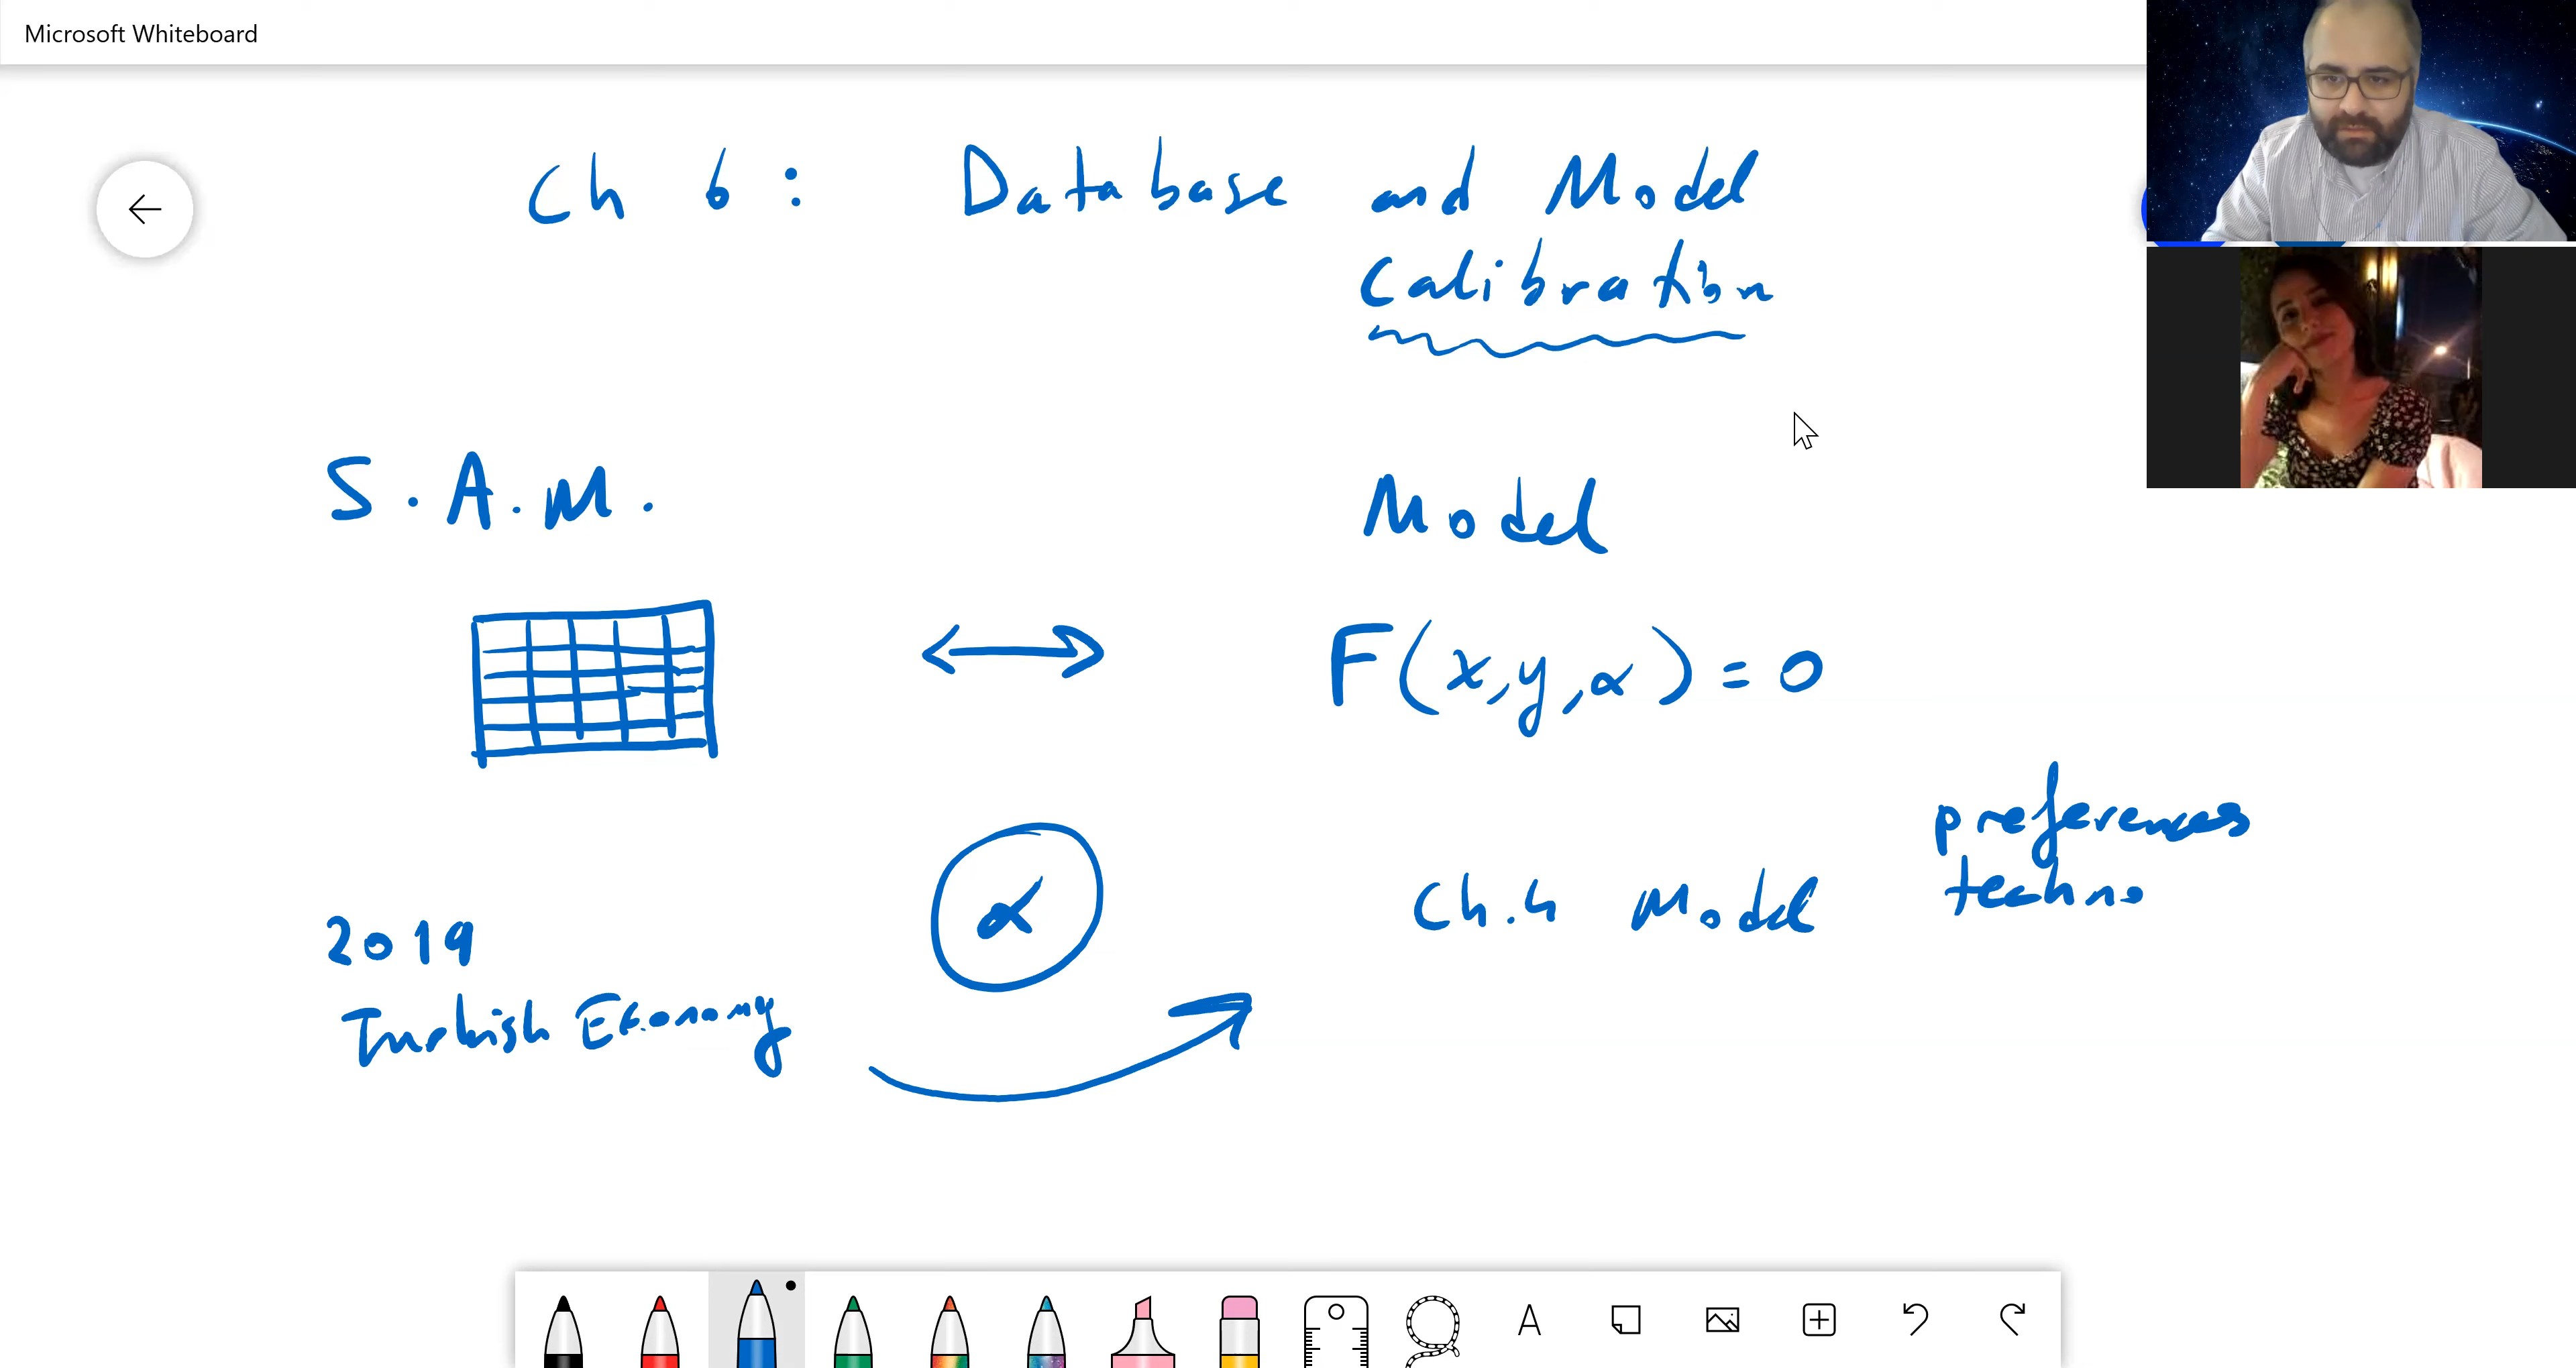 Microsoft Whiteboard
Ch 6: Database and Model
Calibration
S.A.M.
Model
F(x,y,α)=0
α
preferences
techno
Ch.4 Model
2019
Turkish Economy
A